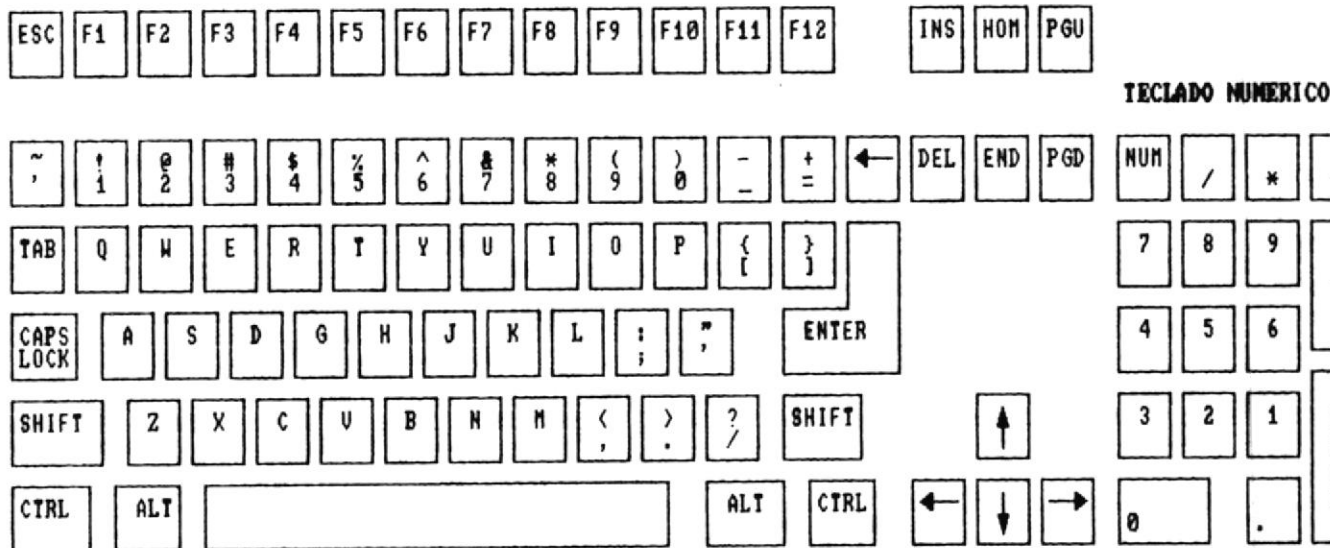 ESC F1 F2 F3 F4 F5 F6 F7 F8 F9 F10 F11 F12 INS HOM PGU
TECLADO NUMERICO
~ ! @ # $ % ^ & * ( ) - + ← DEL END PGD NUM / *
, 1 2 3 4 5 6 7 8 9 0 _ =
TAB Q W E R T Y U I O P { } 7 8 9
[ ]
CAPS A S D G H J K L : " ENTER 4 5 6
LOCK ; ,
SHIFT Z X C V B N M < > ? SHIFT ↑ 3 2 1
, . /
CTRL ALT ALT CTRL ← ↓ → 0 .